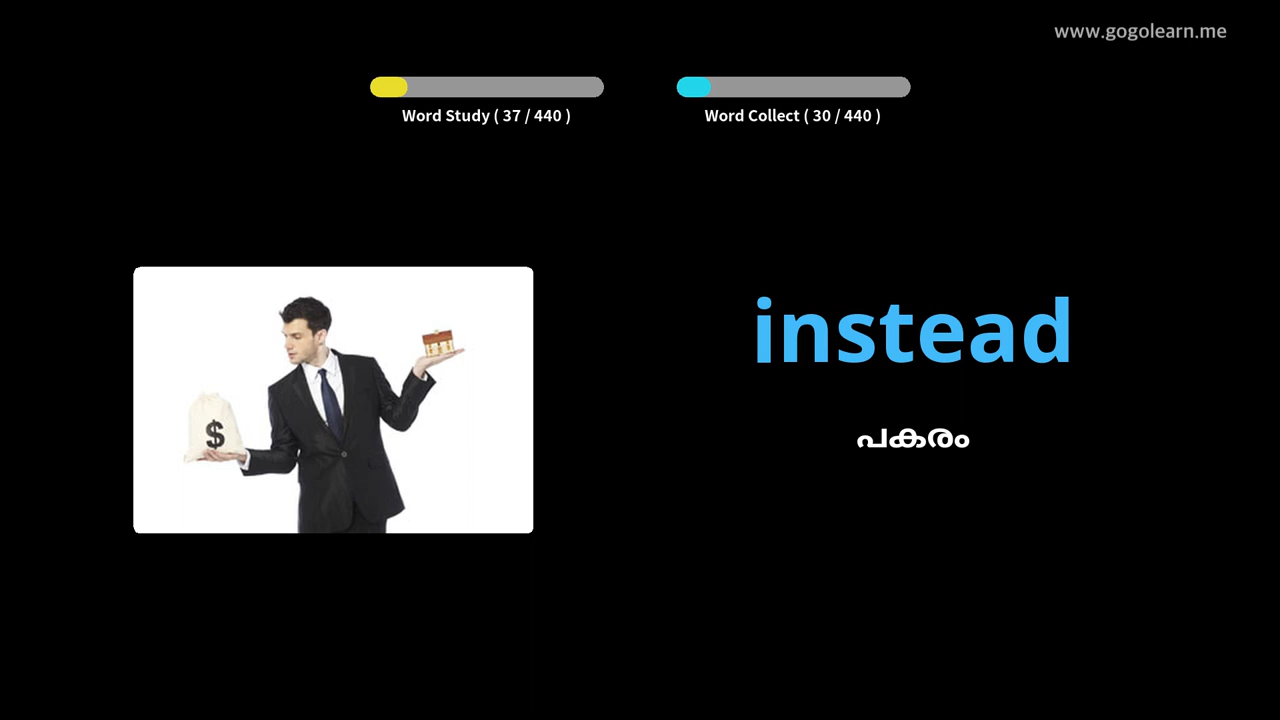 www.gogolearn.me
Word Study ( 37 / 440 )
Word Collect ( 30 / 440 )
$
instead
പകരം